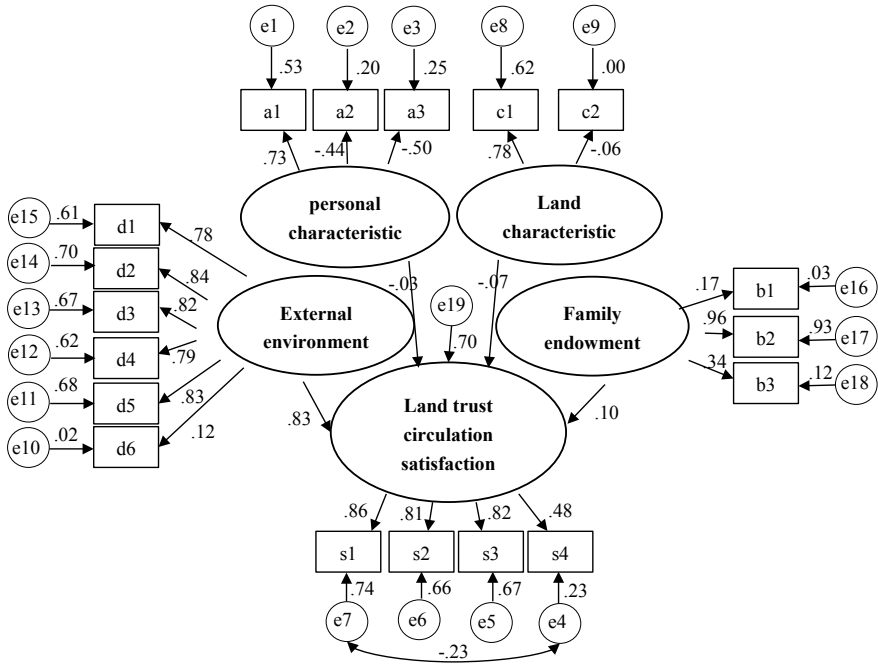 e1 e2 e3 e8 e9
.53 .20 .25 .62 .00
a1 a2 a3 c1 c2
.73 -.44 -.50 .78 -.06
personal
characteristic
Land
characteristic
e15 .61 d1 .78
e14 .70 d2 .84
e13 .67 d3 .82
e12 .62 d4 .79
e11 .68 d5 .83
e10 .02 d6 .12
External
environment
-.03
e19
.70
-.07
Family
endowment
.17 b1 .03 e16
.96 b2 .93 e17
.34 b3 .12 e18
.83
.10
Land trust
circulation
satisfaction
.86 .81 .82 .48
s1 s2 s3 s4
.74 .66 .67 .23
e7 e6 e5 e4
-.23